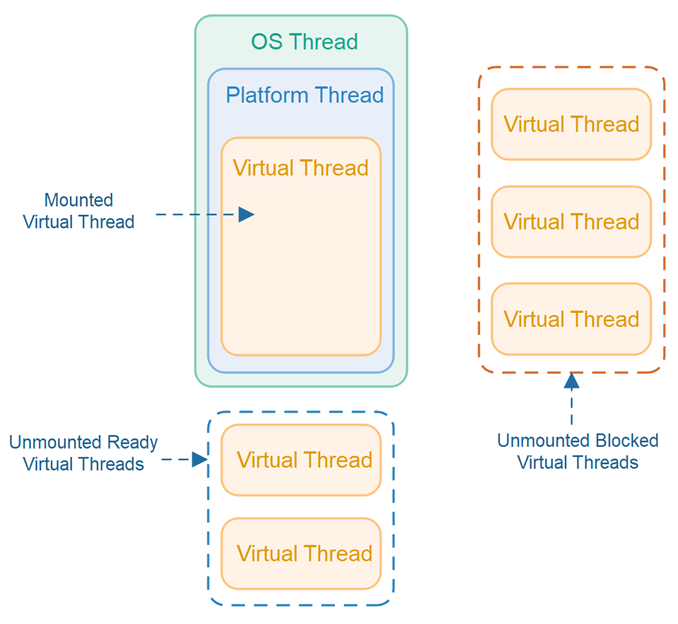 OS Thread
Platform Thread
Virtual Thread
Mounted
Virtual Thread
Virtual Thread
Virtual Thread
Virtual Thread
Unmounted Blocked
Virtual Threads
Unmounted Ready
Virtual Threads
Virtual Thread
Virtual Thread